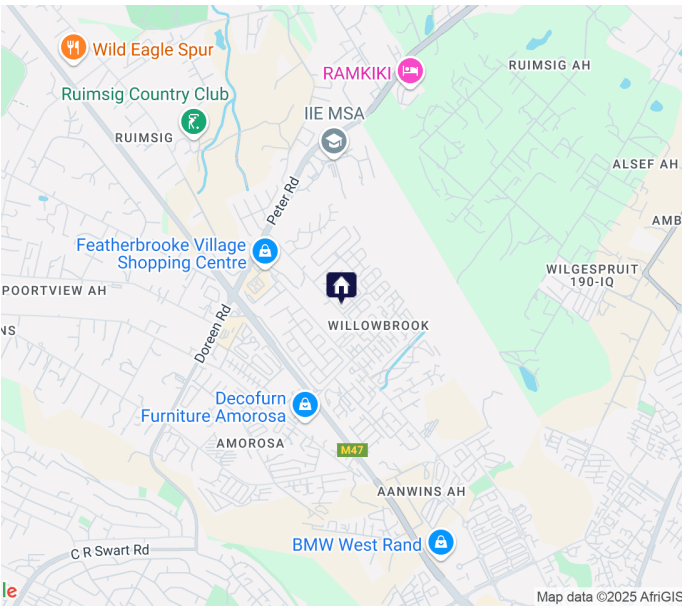 Wild Eagle Spur
RAMKIKI
RUIMSIG AH
Ruimsig Country Club
IIE MSA
RUIMSIG
ALSEF AH
Peter Rd
AMB
Featherbrooke Village
Shopping Centre
WILGESPRUIT
190-IQ
POORTVIEW AH
NS
Doreen Rd
WILLOWBROOK
Decofurn
Furniture Amorosa
AMOROSA
M47
AANWINS AH
BMW West Rand
C R Swart Rd
le
Map data ©2025 AfriGIS